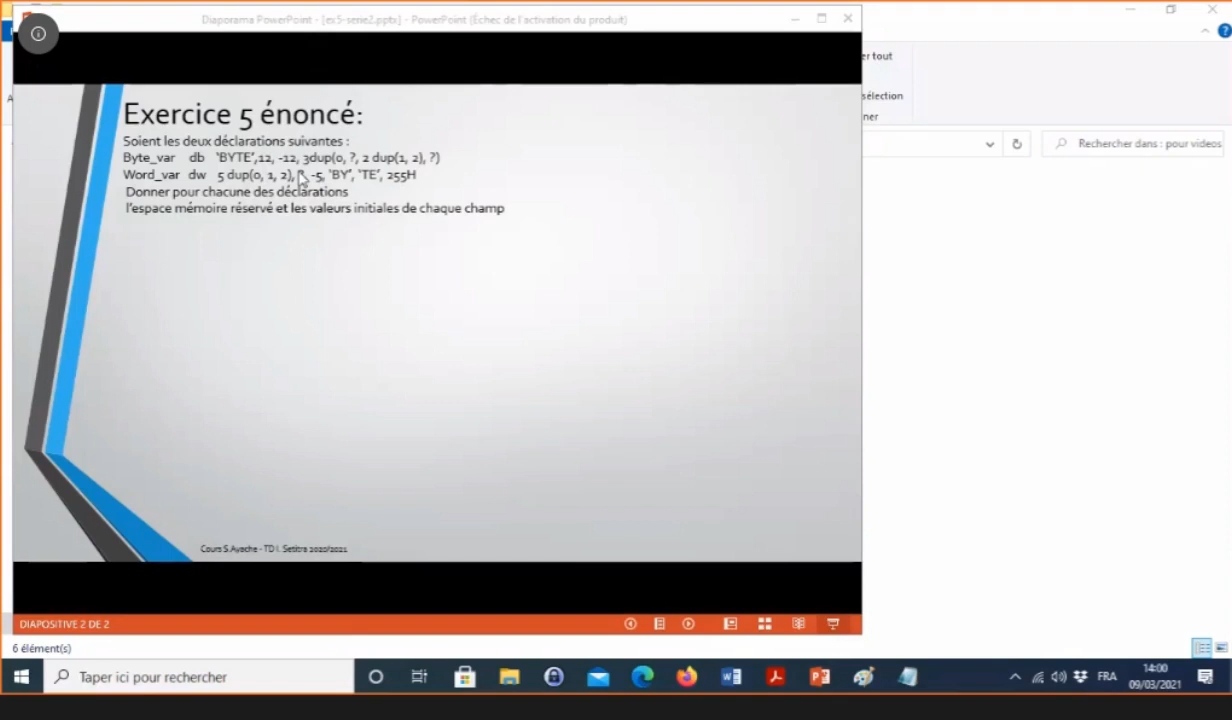 Diaporama PowerPoint - [ex5-serie2.pptx] - PowerPoint (Échec de l'activation du produit)
er tout
sélection
ner
Rechercher dans : pour videos
Exercice 5 énoncé:
Soient les deux déclarations suivantes :
Byte_var db 'BYTE',12, -12, 3dup(0, ?, 2 dup(1, 2), ?)
Word_var dw 5 dup(0, 1, 2), -5, 'BY', 'TE', 255H
Donner pour chacune des déclarations
l'espace mémoire réservé et les valeurs initiales de chaque champ
Cours S.Ayache - TD I. Setitra 2020/2021
DIAPOSITIVE 2 DE 2
6 élément(s)
Taper ici pour rechercher
FRA
14:00
09/03/2021